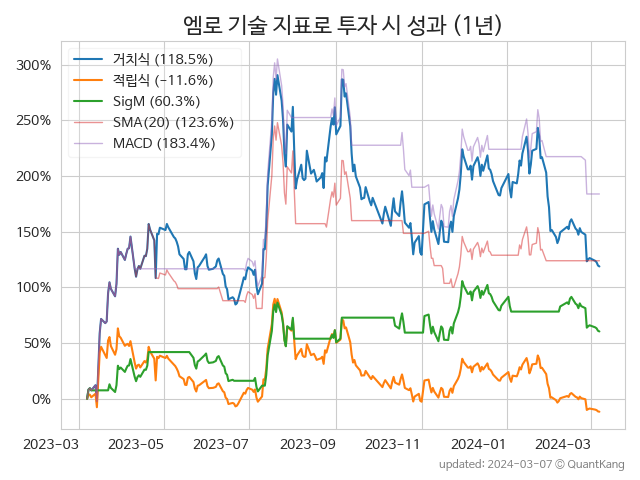 엠로 기술 지표로 투자 시 성과 (1년)
거치식 (118.5%)
적립식 (−11.6%)
SigM (60.3%)
SMA(20) (123.6%)
MACD (183.4%)
300%
250%
200%
150%
100%
50%
0%
2023-03 2023-05 2023-07 2023-09 2023-11 2024-01 2024-03
updated: 2024-03-07 © QuantKang